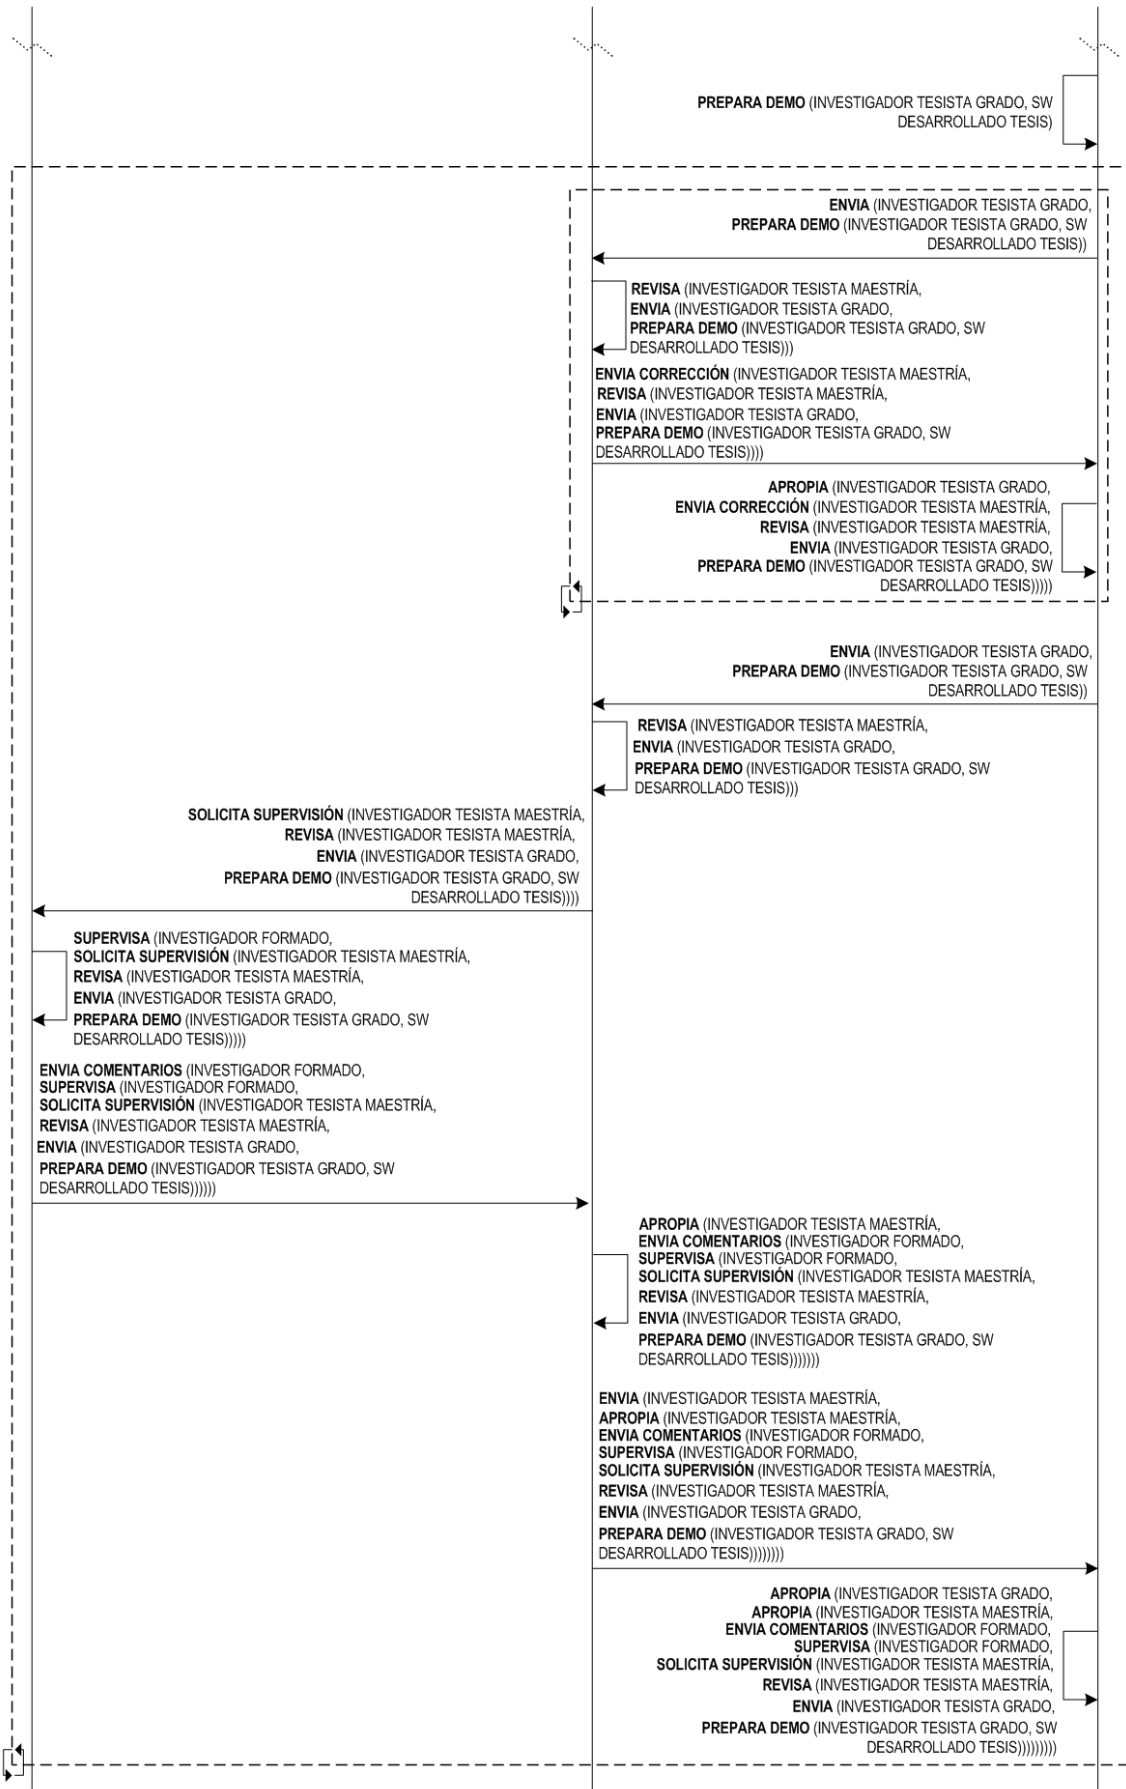 PREPARA DEMO (INVESTIGADOR TESISTA GRADO, SW
DESARROLLADO TESIS)
ENVIA (INVESTIGADOR TESISTA GRADO,
PREPARA DEMO (INVESTIGADOR TESISTA GRADO, SW
DESARROLLADO TESIS))
REVISA (INVESTIGADOR TESISTA MAESTRÍA,
ENVIA (INVESTIGADOR TESISTA GRADO,
PREPARA DEMO (INVESTIGADOR TESISTA GRADO, SW
DESARROLLADO TESIS)))
ENVIA CORRECCIÓN (INVESTIGADOR TESISTA MAESTRÍA,
REVISA (INVESTIGADOR TESISTA MAESTRÍA,
ENVIA (INVESTIGADOR TESISTA GRADO,
PREPARA DEMO (INVESTIGADOR TESISTA GRADO, SW
DESARROLLADO TESIS))))
APROPIA (INVESTIGADOR TESISTA GRADO,
ENVIA CORRECCIÓN (INVESTIGADOR TESISTA MAESTRÍA,
REVISA (INVESTIGADOR TESISTA MAESTRÍA,
ENVIA (INVESTIGADOR TESISTA GRADO,
PREPARA DEMO (INVESTIGADOR TESISTA GRADO, SW
DESARROLLADO TESIS)))))
ENVIA (INVESTIGADOR TESISTA GRADO,
PREPARA DEMO (INVESTIGADOR TESISTA GRADO, SW
DESARROLLADO TESIS))
REVISA (INVESTIGADOR TESISTA MAESTRÍA,
ENVIA (INVESTIGADOR TESISTA GRADO,
PREPARA DEMO (INVESTIGADOR TESISTA GRADO, SW
DESARROLLADO TESIS)))
SOLICITA SUPERVISIÓN (INVESTIGADOR TESISTA MAESTRÍA,
REVISA (INVESTIGADOR TESISTA MAESTRÍA,
ENVIA (INVESTIGADOR TESISTA GRADO,
PREPARA DEMO (INVESTIGADOR TESISTA GRADO, SW
DESARROLLADO TESIS))))
SUPERVISA (INVESTIGADOR FORMADO,
SOLICITA SUPERVISIÓN (INVESTIGADOR TESISTA MAESTRÍA,
REVISA (INVESTIGADOR TESISTA MAESTRÍA,
ENVIA (INVESTIGADOR TESISTA GRADO,
PREPARA DEMO (INVESTIGADOR TESISTA GRADO, SW
DESARROLLADO TESIS)))))
ENVIA COMENTARIOS (INVESTIGADOR FORMADO,
SUPERVISA (INVESTIGADOR FORMADO,
SOLICITA SUPERVISIÓN (INVESTIGADOR TESISTA MAESTRÍA,
REVISA (INVESTIGADOR TESISTA MAESTRÍA,
ENVIA (INVESTIGADOR TESISTA GRADO,
PREPARA DEMO (INVESTIGADOR TESISTA GRADO, SW
DESARROLLADO TESIS))))))
APROPIA (INVESTIGADOR TESISTA MAESTRÍA,
ENVIA COMENTARIOS (INVESTIGADOR FORMADO,
SUPERVISA (INVESTIGADOR FORMADO,
SOLICITA SUPERVISIÓN (INVESTIGADOR TESISTA MAESTRÍA,
REVISA (INVESTIGADOR TESISTA MAESTRÍA,
ENVIA (INVESTIGADOR TESISTA GRADO,
PREPARA DEMO (INVESTIGADOR TESISTA GRADO, SW
DESARROLLADO TESIS)))))))
ENVIA (INVESTIGADOR TESISTA MAESTRÍA,
APROPIA (INVESTIGADOR TESISTA MAESTRÍA,
ENVIA COMENTARIOS (INVESTIGADOR FORMADO,
SUPERVISA (INVESTIGADOR FORMADO,
SOLICITA SUPERVISIÓN (INVESTIGADOR TESISTA MAESTRÍA,
REVISA (INVESTIGADOR TESISTA MAESTRÍA,
ENVIA (INVESTIGADOR TESISTA GRADO,
PREPARA DEMO (INVESTIGADOR TESISTA GRADO, SW
DESARROLLADO TESIS))))))))
APROPIA (INVESTIGADOR TESISTA GRADO,
APROPIA (INVESTIGADOR TESISTA MAESTRÍA,
ENVIA COMENTARIOS (INVESTIGADOR FORMADO,
SUPERVISA (INVESTIGADOR FORMADO,
SOLICITA SUPERVISIÓN (INVESTIGADOR TESISTA MAESTRÍA,
REVISA (INVESTIGADOR TESISTA MAESTRÍA,
ENVIA (INVESTIGADOR TESISTA GRADO,
PREPARA DEMO (INVESTIGADOR TESISTA GRADO, SW
DESARROLLADO TESIS)))))))))